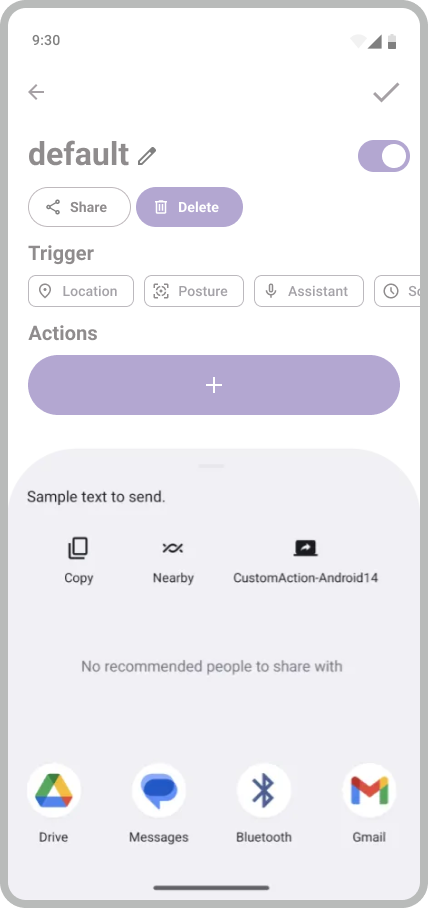 9:30
default
Share Delete
Trigger
Location Posture Assistant
Actions
Sample text to send.
Copy Nearby CustomAction-Android14
No recommended people to share with
Drive Messages Bluetooth Gmail